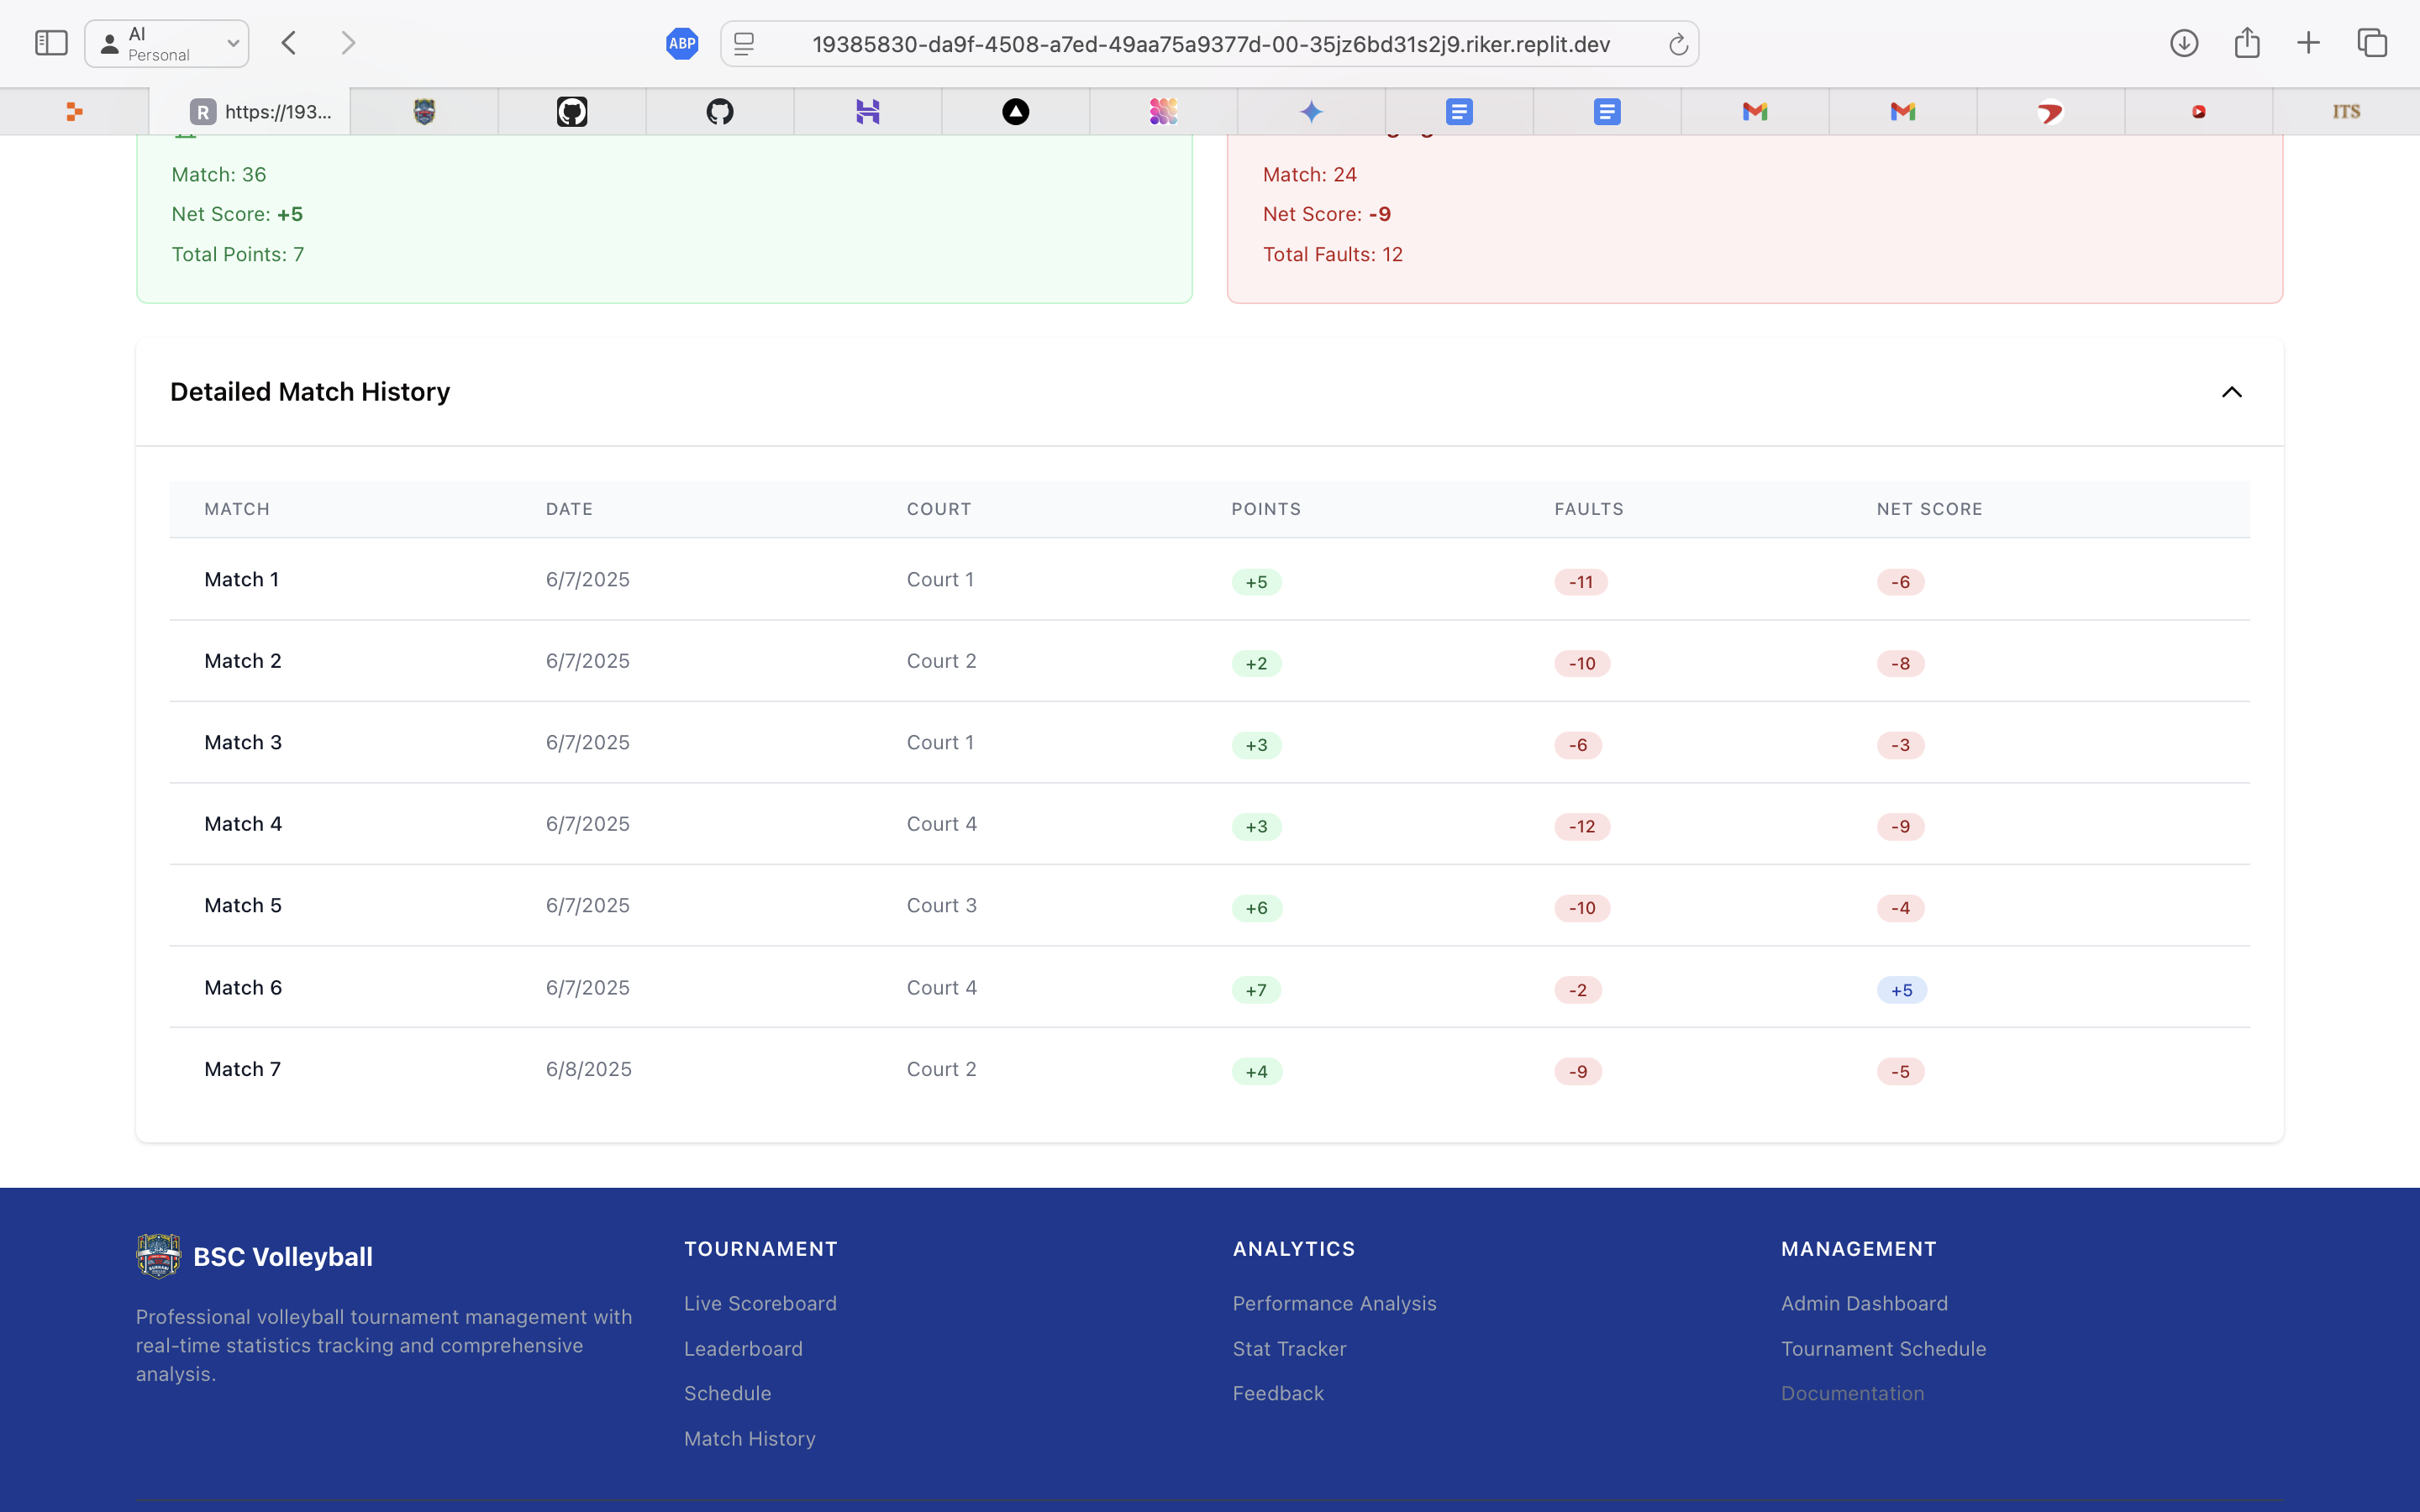 AI
Personal
ABP
19385830-da9f-4508-a7ed-49aa75a9377d-00-35jz6bd31s2j9.riker.replit.dev
R https://193...
ITS
Match: 36
Net Score: +5
Total Points: 7
Match: 24
Net Score: -9
Total Faults: 12
Detailed Match History
MATCH DATE COURT POINTS FAULTS NET SCORE
Match 1 6/7/2025 Court 1 +5 -11 -6
Match 2 6/7/2025 Court 2 +2 -10 -8
Match 3 6/7/2025 Court 1 +3 -6 -3
Match 4 6/7/2025 Court 4 +3 -12 -9
Match 5 6/7/2025 Court 3 +6 -10 -4
Match 6 6/7/2025 Court 4 +7 -2 +5
Match 7 6/8/2025 Court 2 +4 -9 -5
BSC Volleyball
Professional volleyball tournament management with
real-time statistics tracking and comprehensive
analysis.
TOURNAMENT
Live Scoreboard
Leaderboard
Schedule
Match History
ANALYTICS
Performance Analysis
Stat Tracker
Feedback
MANAGEMENT
Admin Dashboard
Tournament Schedule
Documentation